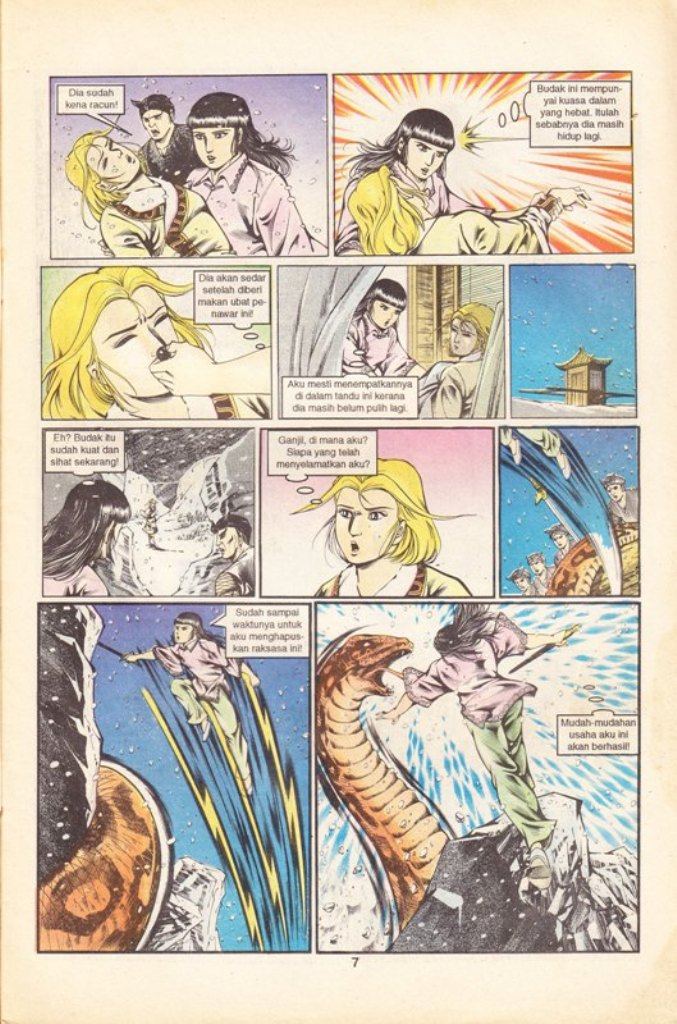 Dia sudah
kena racun!
Budak ini mempun-
yai kuasa dalam
yang hebat. Itulah
sebabnya dia masih
hidup lagi.
Dia akan sedar
setelah diberi
makan ubat pe-
nawar ini!
Aku mesti menempatkannya
di dalam tandu ini kerana
dia masih belum pulih lagi.
Eh? Budak itu
sudah kuat dan
sihat sekarang!
Ganjil, di mana aku?
Siapa yang telah
menyelamatkan aku?
Sudah sampai
waktunya untuk
aku menghapus-
kan raksasa ini!
Mudah-mudahan
usaha aku ini
akan berhasil!
7